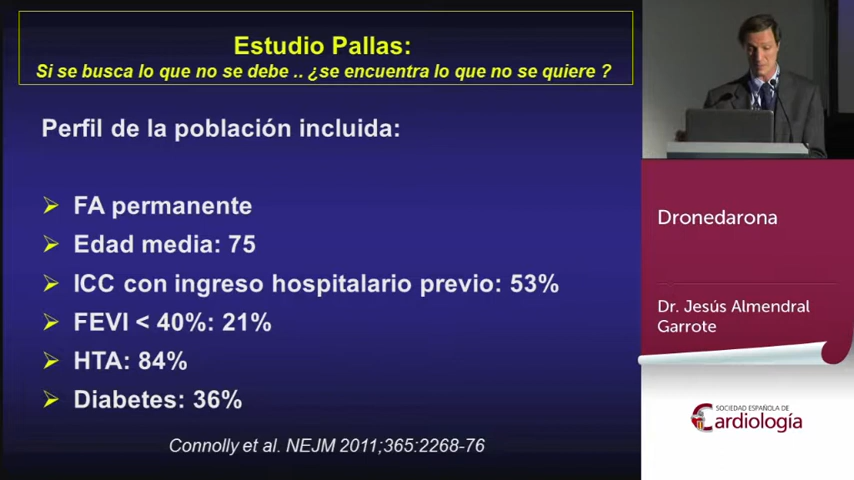 Estudio Pallas:
Si se busca lo que no se debe .. ¿se encuentra lo que no se quiere ?
Perfil de la población incluida:
FA permanente
Edad media: 75
ICC con ingreso hospitalario previo: 53%
FEVI < 40%: 21%
HTA: 84%
Diabetes: 36%
Connolly et al. NEJM 2011;365:2268-76
Dronedarona
Dr. Jesús Almendral
Garrote
SOCIEDAD ESPAÑOLA DE
Cardiología